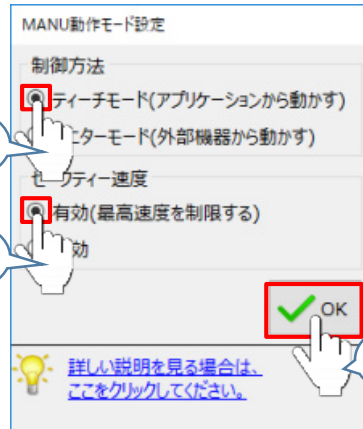 MANU動作モード設定
制御方法
ティーチモード(アプリケーションから動かす)
ターモード(外部機器から動かす)
セーフティー速度
有効(最高速度を制限する)
効
OK
詳しい説明を見る場合は、
ここをクリックしてください。